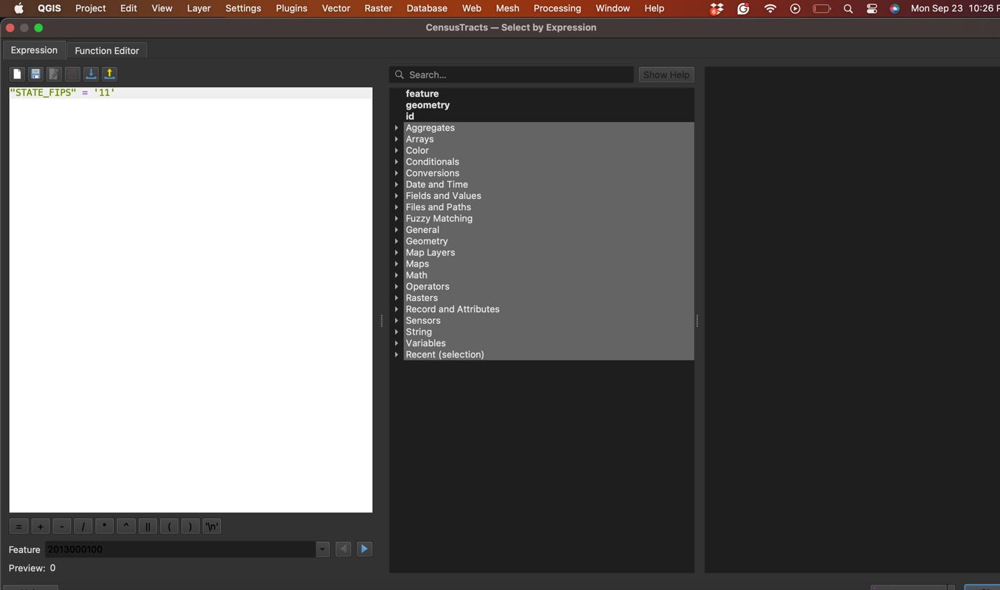 QGIS Project Edit View Layer Settings Plugins Vector Raster Database Web Mesh Processing Window Help 6 Mon Sep 23 10:26
CensusTracts — Select by Expression
Expression Function Editor
Search... Show Help
"STATE_FIPS" = '11'
feature
geometry
id
Aggregates
Arrays
Color
Conditionals
Conversions
Date and Time
Fields and Values
Files and Paths
Fuzzy Matching
General
Geometry
Map Layers
Maps
Math
Operators
Rasters
Record and Attributes
Sensors
String
Variables
Recent (selection)
= + - / * ^ || ( ) '\n'
Feature 2013000100
Preview: 0